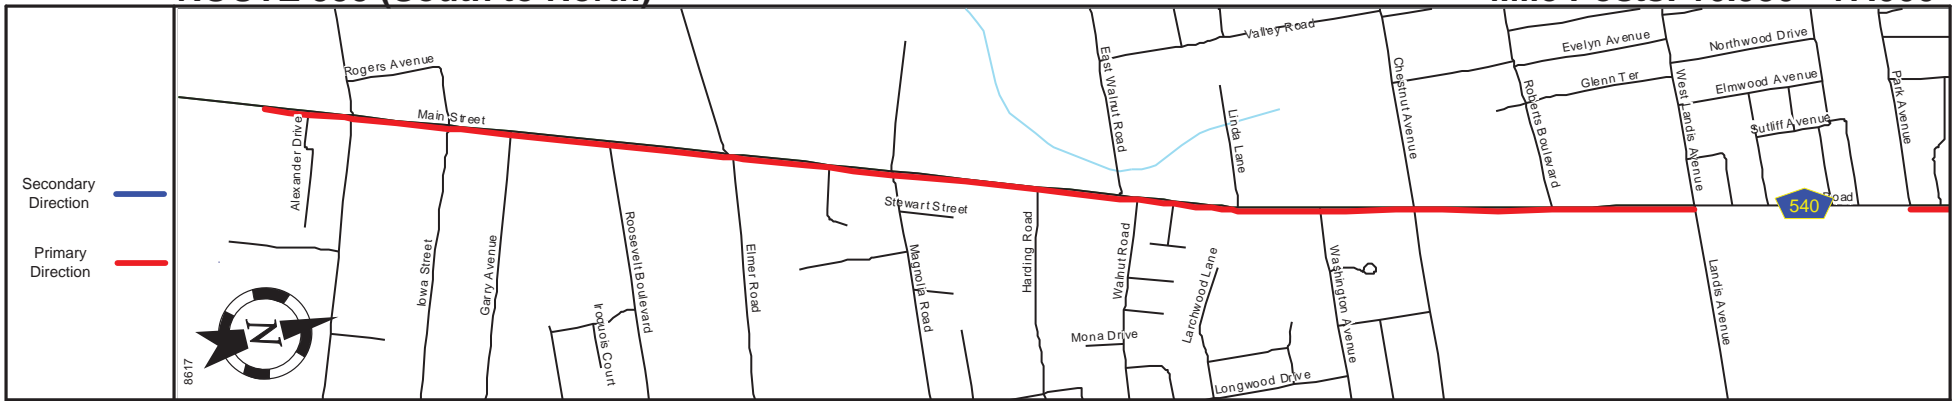 Secondary
Direction
Primary
Direction
8617
N
Rogers Avenue
Main Street
Alexander Drive
Iowa Street
Garry Avenue
Iroquois Court
Roosevelt Boulevard
Elmer Road
Stewart Street
Magnolia Road
Harding Road
East Walnut Road
Walnut Road
Mona Drive
Larchwood Lane
Longwood Drive
Valley Road
Linda Lane
Washington Avenue
Chestnut Avenue
Roberts Boulevard
Evelyn Avenue
Glenn Ter
West Landis Avenue
Landis Avenue
Northwood Drive
Elmwood Avenue
Sutliff Avenue
540
oad
Park Avenue